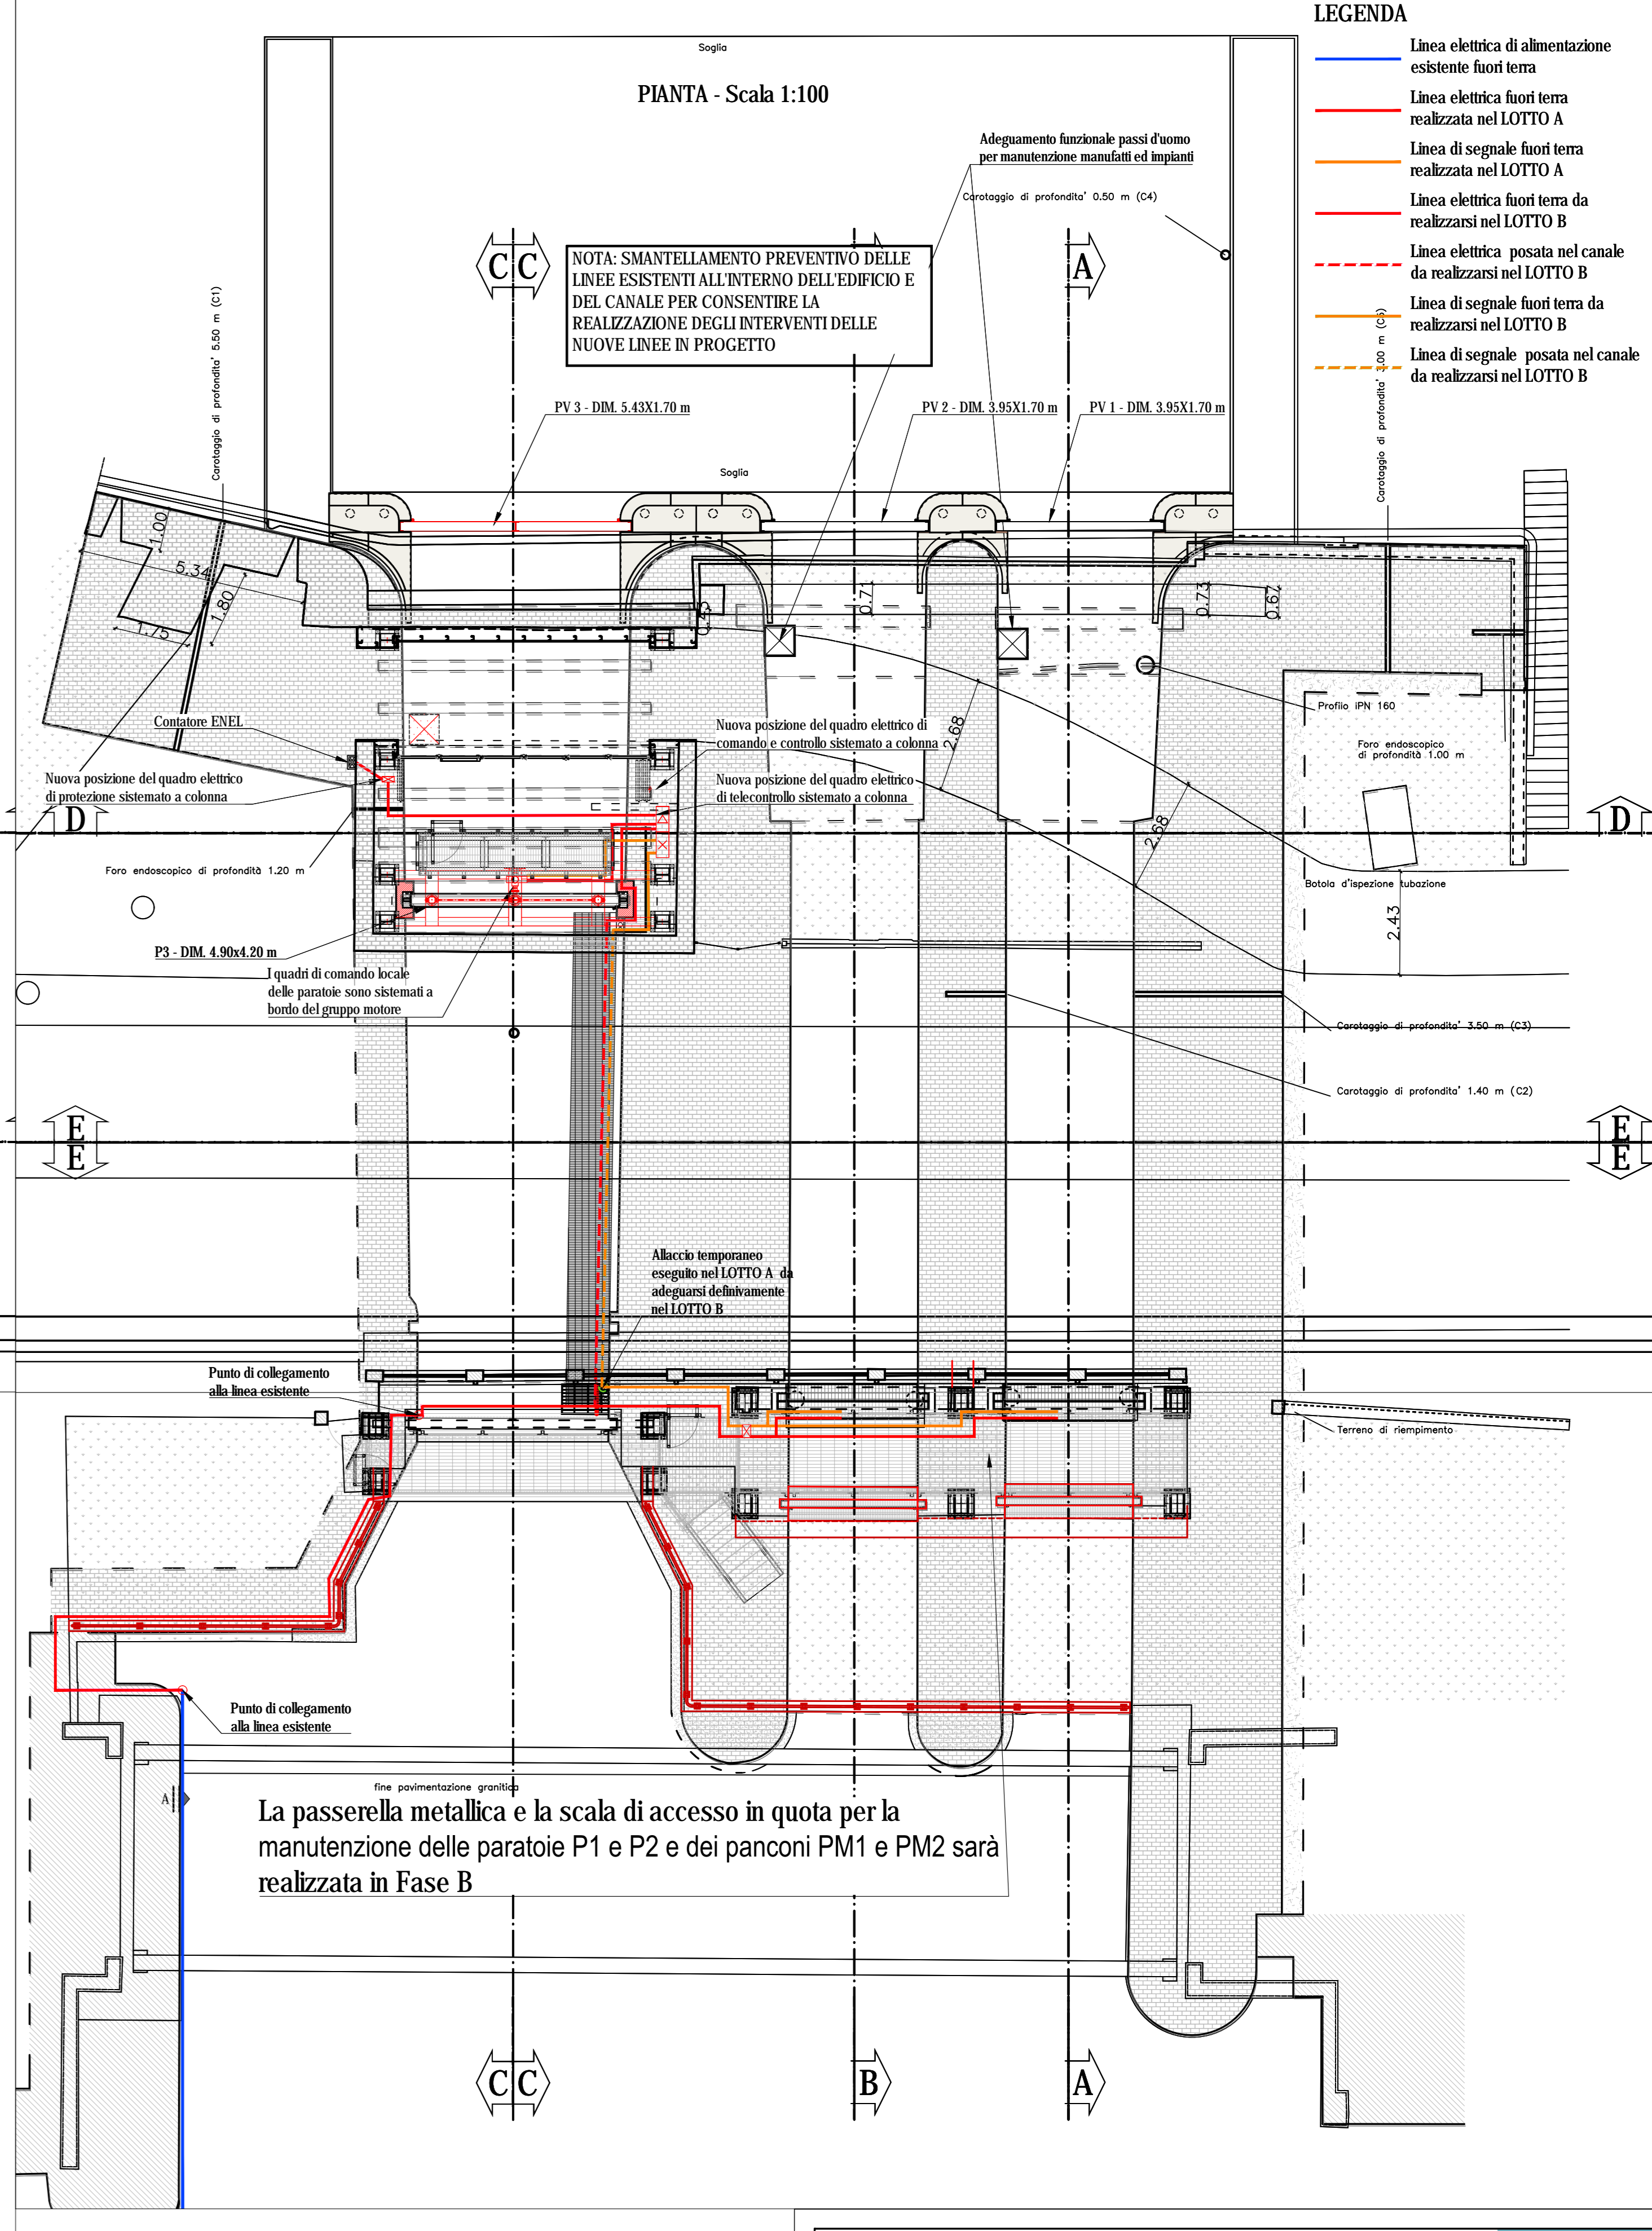 LEGENDA
Linea elettrica di alimentazione
esistente fuori terra
Linea elettrica fuori terra
realizzata nel LOTTO A
Linea di segnale fuori terra
realizzata nel LOTTO A
Linea elettrica fuori terra da
realizzarsi nel LOTTO B
Linea elettrica posata nel canale
da realizzarsi nel LOTTO B
Linea di segnale fuori terra da
realizzarsi nel LOTTO B
Linea di segnale posata nel canale
da realizzarsi nel LOTTO B
Soglia
PIANTA - Scala 1:100
Adeguamento funzionale passi d'uomo
per manutenzione manufatti ed impianti
Carotaggio di profondita' 0.50 m (C4)
C C
A
NOTA: SMANTELLAMENTO PREVENTIVO DELLE
LINEE ESISTENTI ALL'INTERNO DELL'EDIFICIO E
DEL CANALE PER CONSENTIRE LA
REALIZZAZIONE DEGLI INTERVENTI DELLE
NUOVE LINEE IN PROGETTO
Carotaggio di profondita' 5.50 m (C1)
Carotaggio di profondita' 3.00 m (C5)
PV 3 - DIM. 5.43X1.70 m
PV 2 - DIM. 3.95X1.70 m
PV 1 - DIM. 3.95X1.70 m
Soglia
1.00
5.34
1.80
1.75
0.71
0.73
0.67
2.68
2.68
Profilo iPN 160
Contatore ENEL
Nuova posizione del quadro elettrico di
comando e controllo sistemato a colonna
Foro endoscopico
di profondità 1.00 m
Nuova posizione del quadro elettrico
di protezione sistemato a colonna
Nuova posizione del quadro elettrico
di telecontrollo sistemato a colonna
D
D
Foro endoscopico di profondità 1.20 m
Botola d'ispezione tubazione
2.43
P3 - DIM. 4.90x4.20 m
I quadri di comando locale
delle paratoie sono sistemati a
bordo del gruppo motore
Carotaggio di profondita' 3.50 m (C3)
Carotaggio di profondita' 1.40 m (C2)
E
E
E
E
Allaccio temporaneo
eseguito nel LOTTO A da
adeguarsi definivamente
nel LOTTO B
Punto di collegamento
alla linea esistente
Terreno di riempimento
Punto di collegamento
alla linea esistente
A
fine pavimentazione granitica
La passerella metallica e la scala di accesso in quota per la
manutenzione delle paratoie P1 e P2 e dei panconi PM1 e PM2 sarà
realizzata in Fase B
C C
B
A